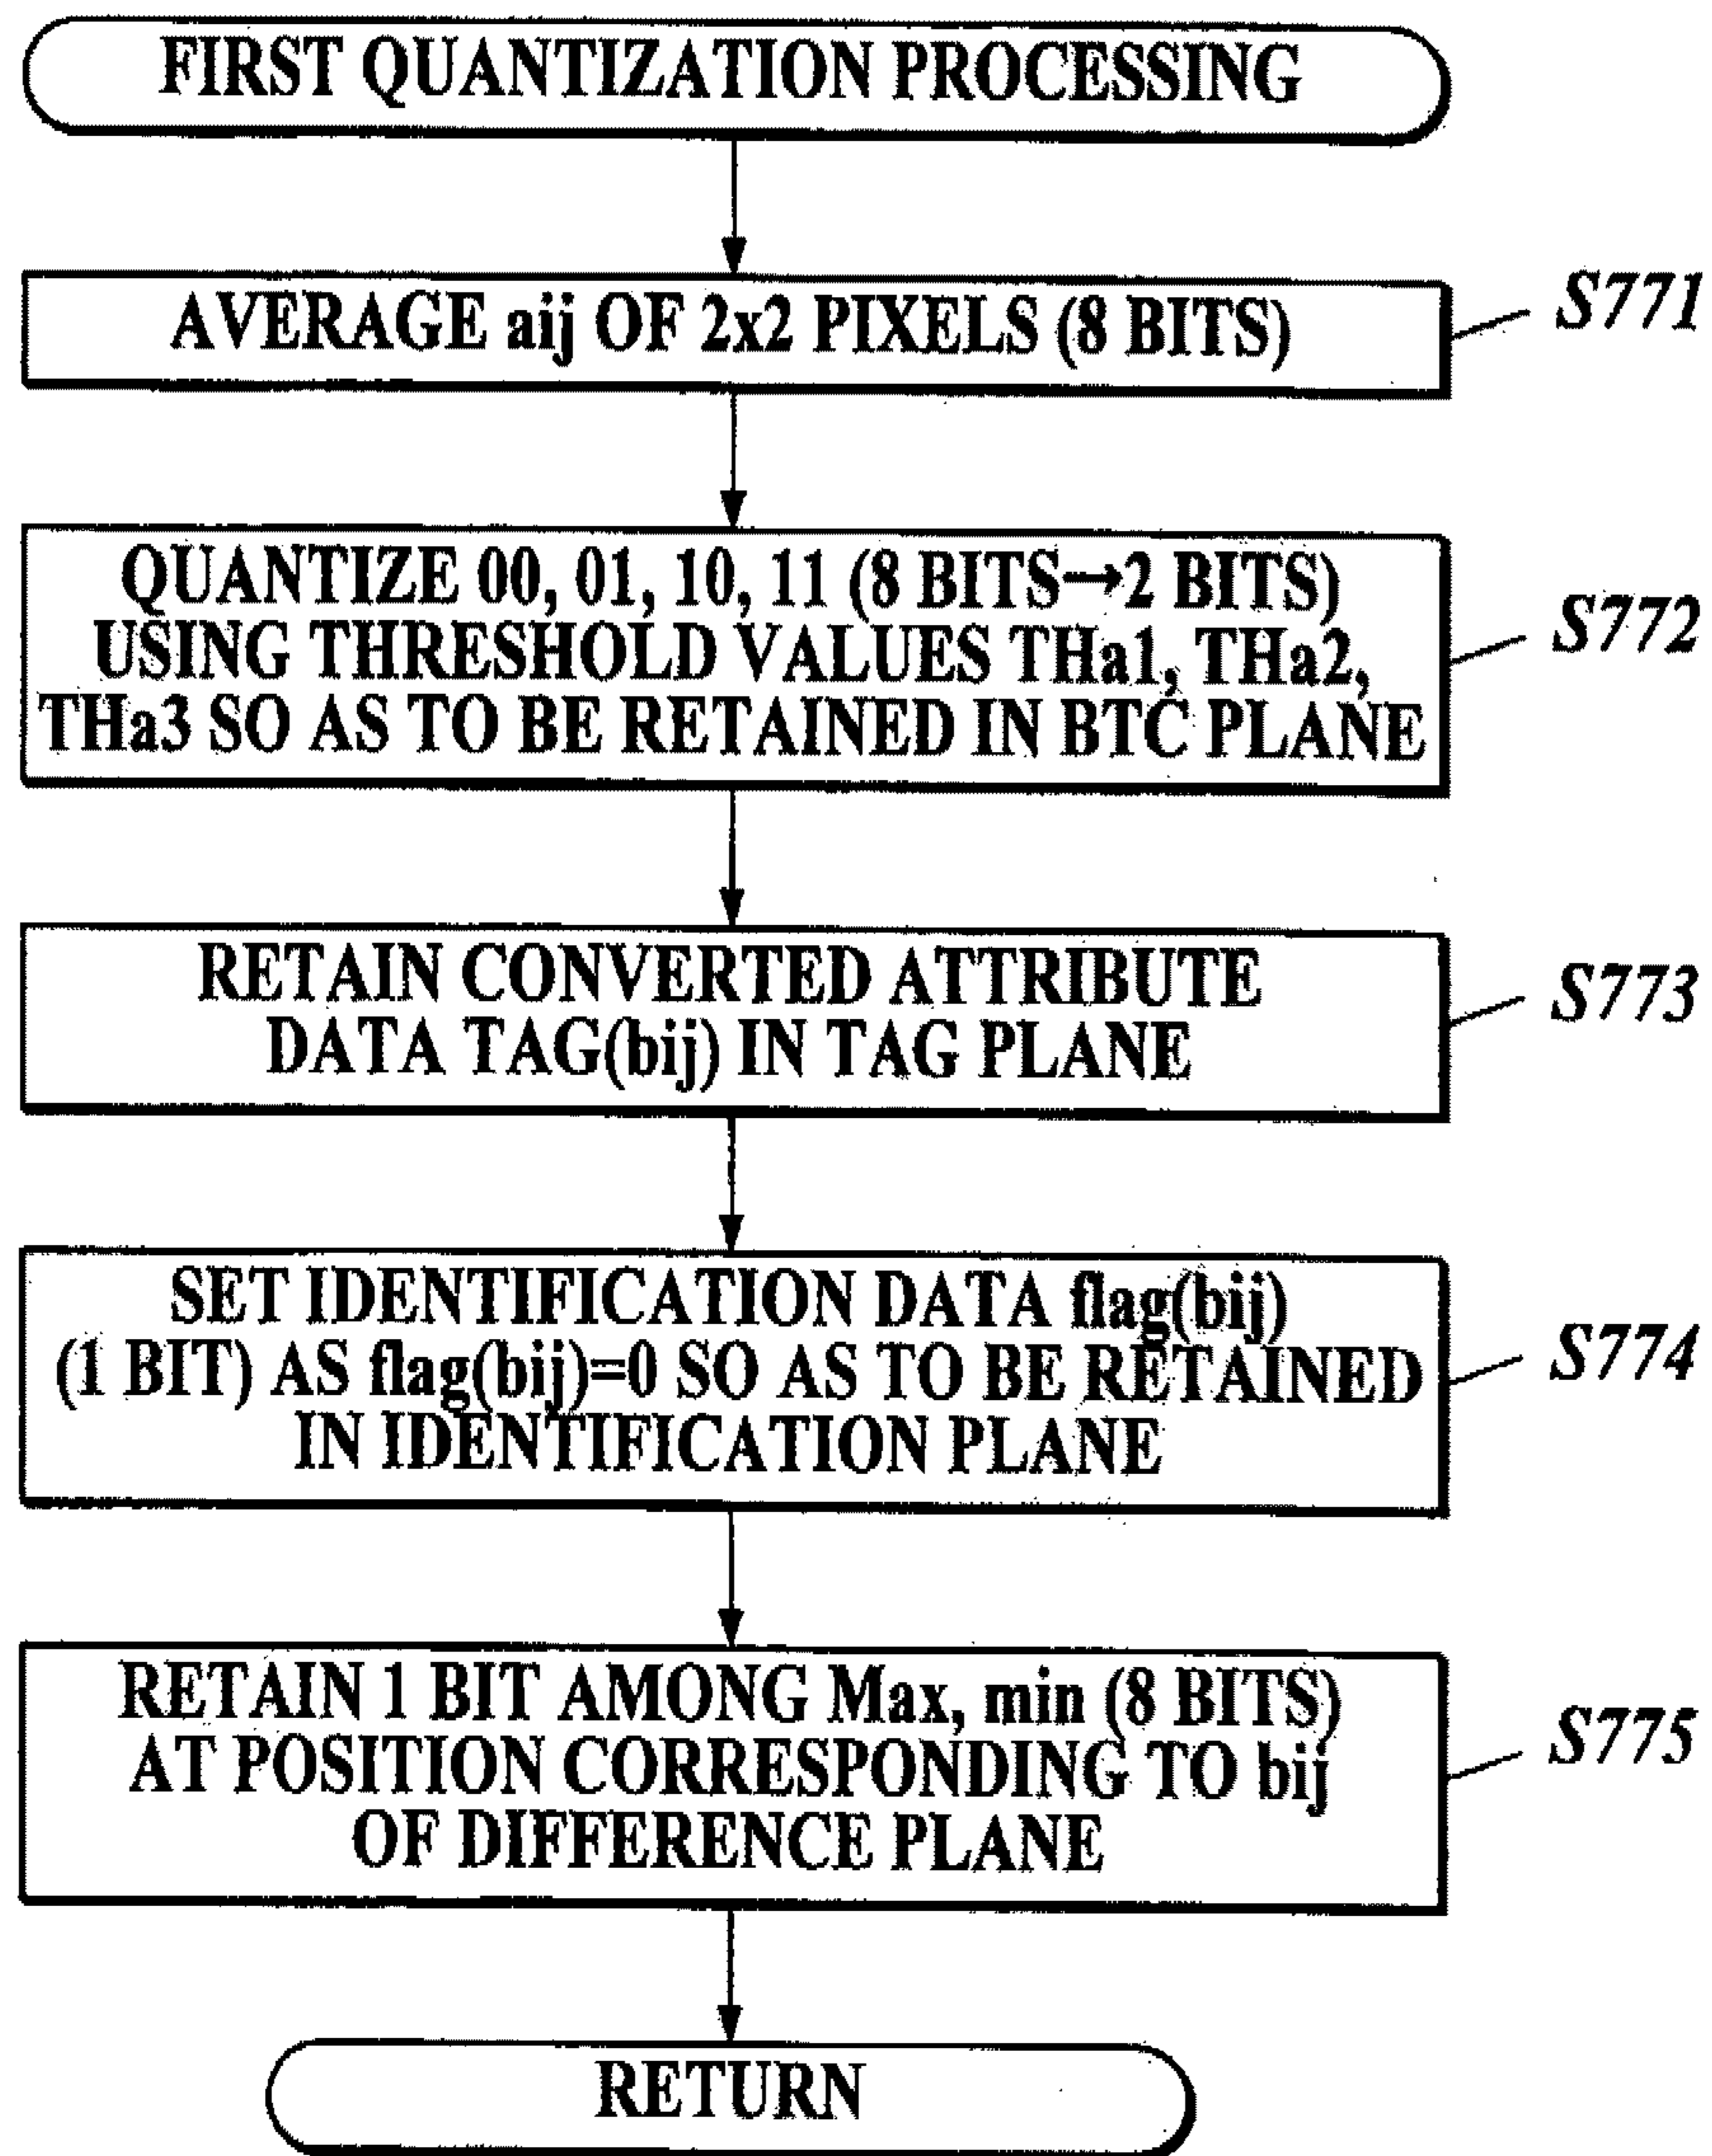 FIRST QUANTIZATION PROCESSING
AVERAGE aij OF 2x2 PIXELS (8 BITS)
S771
QUANTIZE 00, 01, 10, 11 (8 BITS→2 BITS)
USING THRESHOLD VALUES THa1, THa2,
THa3 SO AS TO BE RETAINED IN BTC PLANE
S772
RETAIN CONVERTED ATTRIBUTE
DATA TAG(bij) IN TAG PLANE
S773
SET IDENTIFICATION DATA flag(bij)
(1 BIT) AS flag(bij)=0 SO AS TO BE RETAINED
IN IDENTIFICATION PLANE
S774
RETAIN 1 BIT AMONG Max, min (8 BITS)
AT POSITION CORRESPONDING TO bij
OF DIFFERENCE PLANE
S775
RETURN